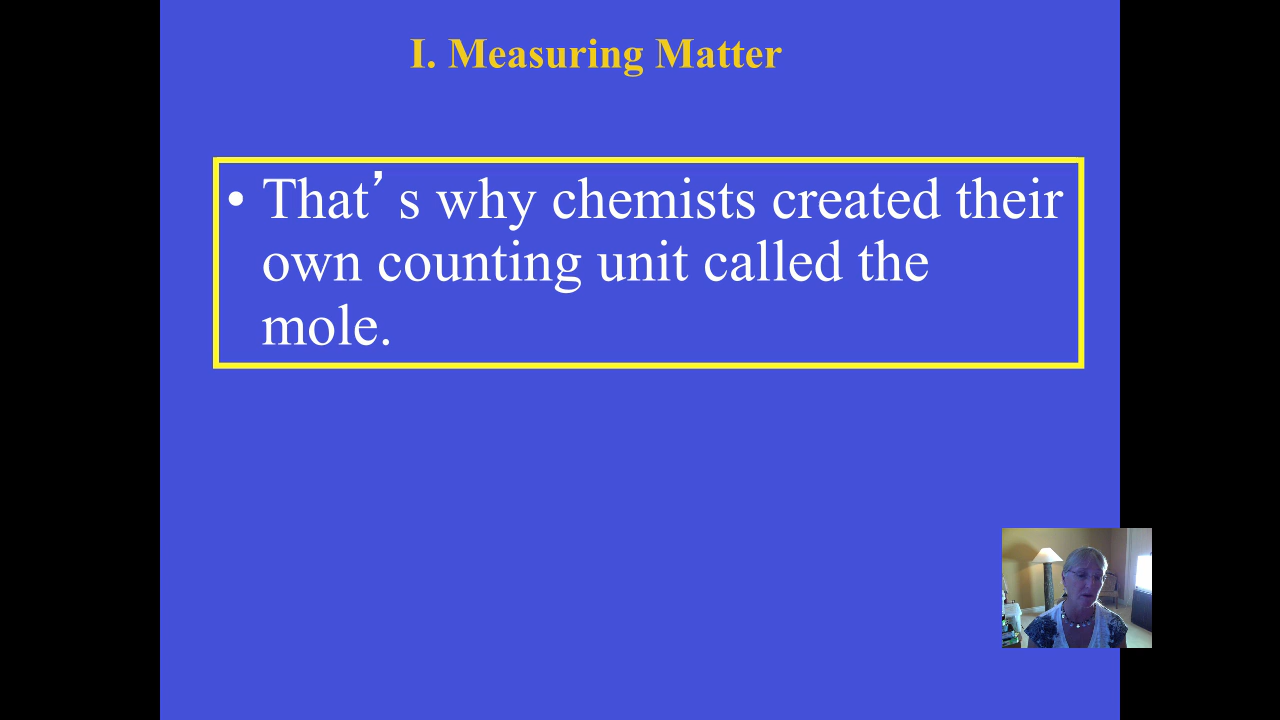 I. Measuring Matter
• That’s why chemists created their
own counting unit called the
mole.